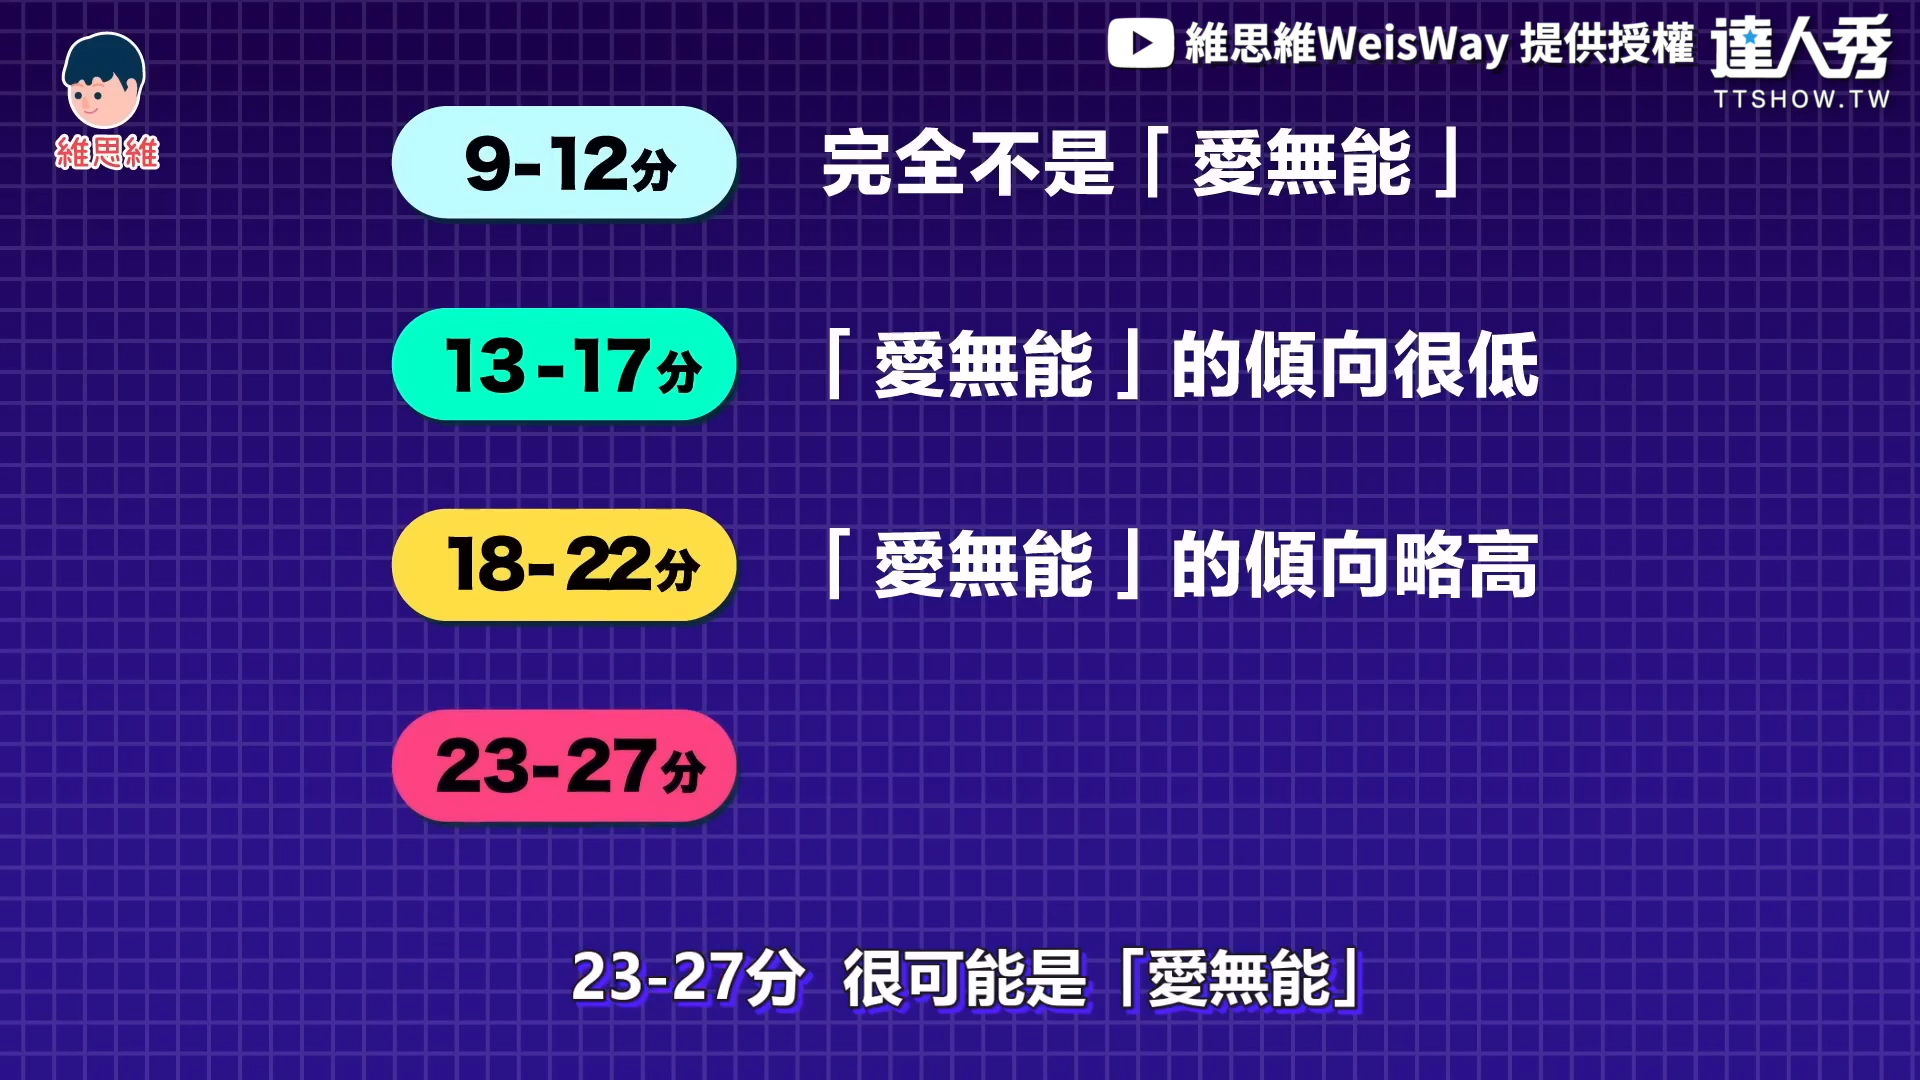 維思維WeisWay 提供授權
達人秀
TTSHOW.TW
維思維
9-12分 完全不是「愛無能」
13-17分 「愛無能」的傾向很低
18-22分 「愛無能」的傾向略高
23-27分
23-27分 很可能是「愛無能」